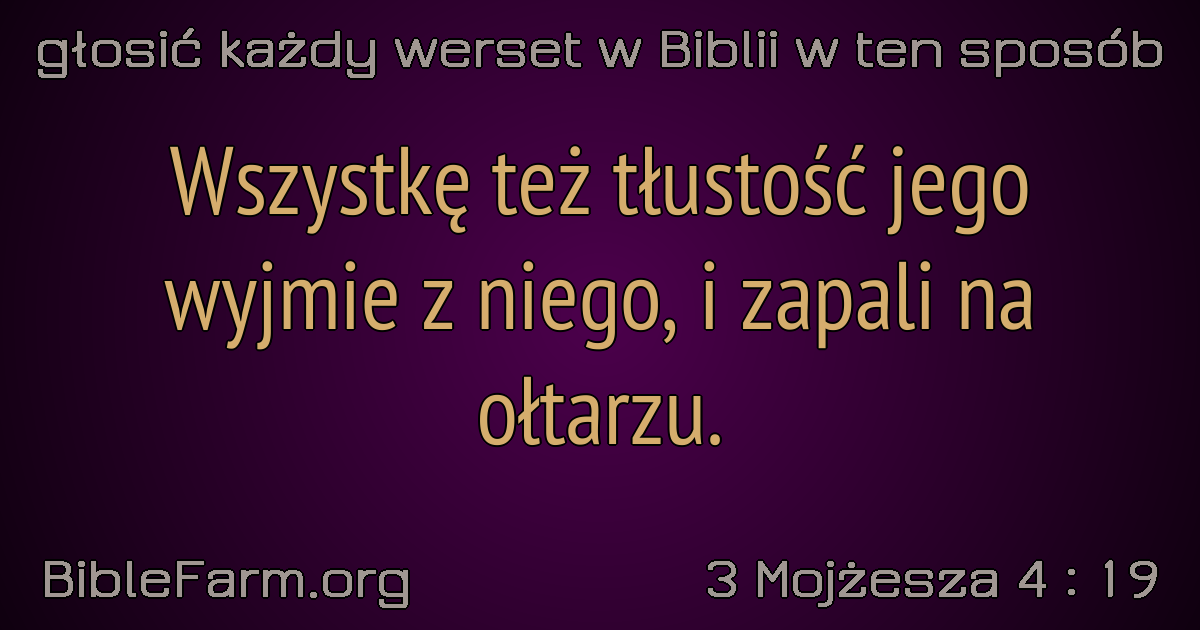 głosić każdy werset w Biblii w ten sposób
Wszystkę też tłustość jego
wyjmie z niego, i zapali na
ołtarzu.
BibleFarm.org
3 Mojżesza 4 : 19